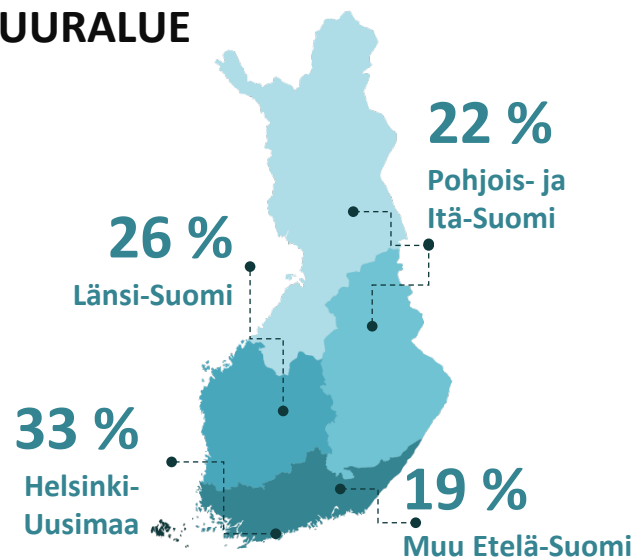 UURALUE
22 %
Pohjois- ja
Itä-Suomi
26 %
Länsi-Suomi
33 %
Helsinki-
Uusimaa
19 %
Muu Etelä-Suomi